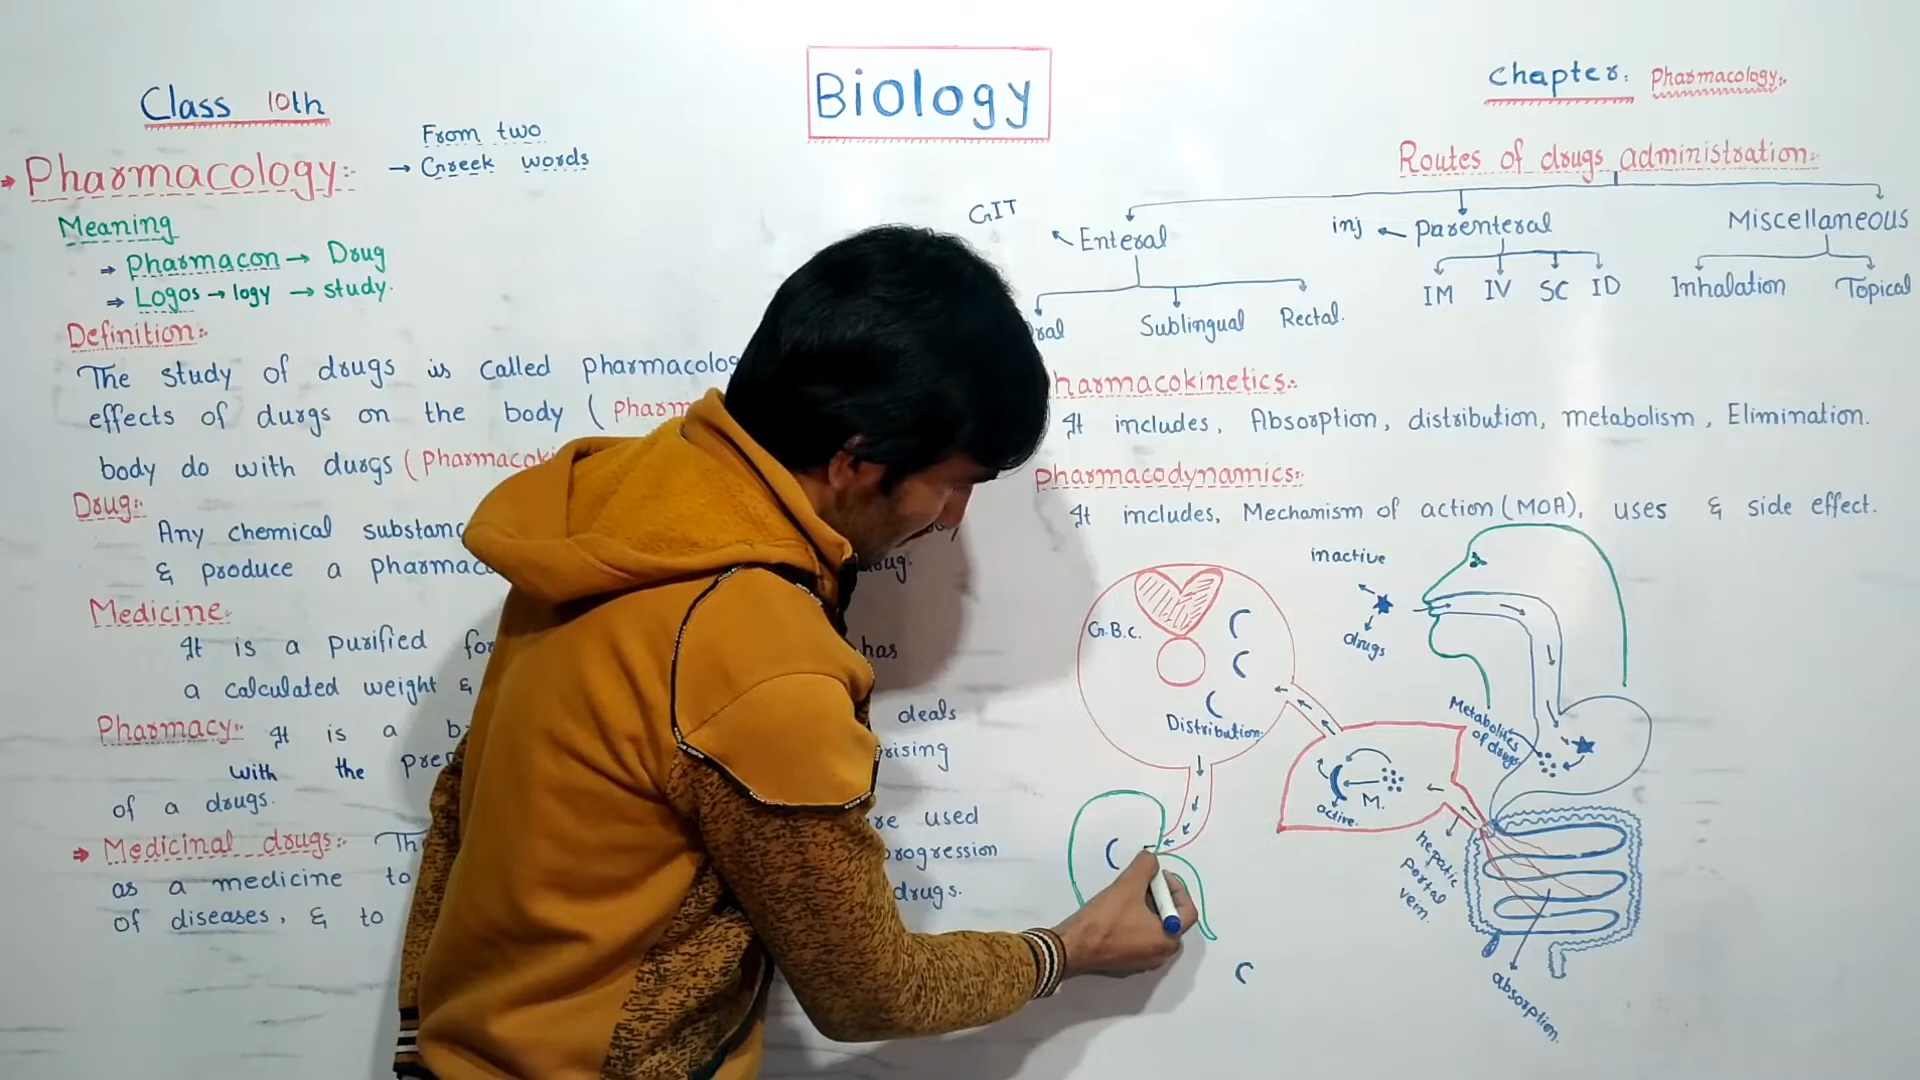 Class 10th
Biology
Chapter: Pharmacology:-
Pharmacology:-
→ From two
Greek words
Meaning
⇒ Pharmacon → Drug
⇒ Logos → logy → study.
Definition:-
The study of drugs is called pharmacolog
effects of durgs on the body ( pharm
body do with durgs ( pharmacoki
Drug:-
Any chemical substanc
& produce a pharmac
drug.
Medicine:-
It is a purified for
has
a calculated weight &
Pharmacy:- It is a b
deals
with the prep
rising
of a drugs.
⇒ Medicinal drugs:- Th
are used
as a medicine to
progression
of diseases, & to
drugs.
Routes of drugs administration:-
GIT
Enteral
inj ← Parenteral
Miscellaneous
Sublingual
Rectal.
IM
IV
SC
ID
Inhalation
Topical
harmacokinetics:-
It includes, Absorption, distribution, metabolism, Elimination.
pharmacodynamics:-
It includes, Mechanism of action (MOA), uses & side effect.
inactive
drugs
G.B.C.
Distribution.
Metabolites
of drugs
M.
active.
hepatic
portal
vein.
absorption.